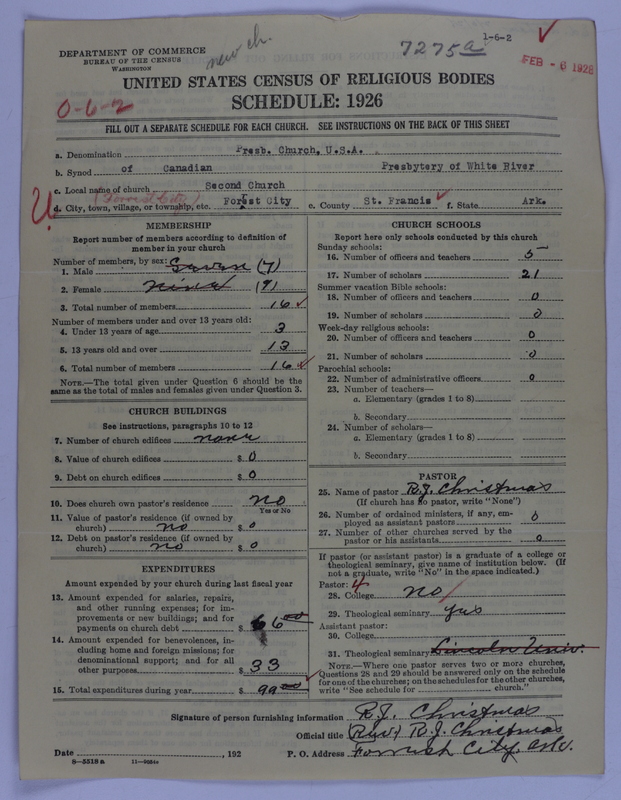 1-6-2
new ch.
7275a
DEPARTMENT OF COMMERCE
BUREAU OF THE CENSUS
WASHINGTON
FEB - 6 1928
UNITED STATES CENSUS OF RELIGIOUS BODIES
SCHEDULE: 1926
0-6-2
FILL OUT A SEPARATE SCHEDULE FOR EACH CHURCH. SEE INSTRUCTIONS ON THE BACK OF THIS SHEET
a. Denomination Presb. Church, U.S.A.
b. Synod of Canadian Presbytery of White River
c. Local name of church Second Church
U. (Forrest City)
d. City, town, village, or township, etc. Forest City e. County St. Francis f. State Ark.
MEMBERSHIP
Report number of members according to definition of
member in your church
Number of members, by sex:
1. Male Seven (7)
2. Female Nine (9)
3. Total number of members 16
Number of members under and over 13 years old:
4. Under 13 years of age 3
5. 13 years old and over 13
6. Total number of members 16
NOTE.—The total given under Question 6 should be the
same as the total of males and females given under Question 3.
CHURCH BUILDINGS
See instructions, paragraphs 10 to 12
7. Number of church edifices none
8. Value of church edifices $ 0
9. Debt on church edifices $ 0
10. Does church own pastor's residence No
Yes or No
11. Value of pastor's residence (if owned by
church) no $ 0
12. Debt on pastor's residence (if owned by
church) no $ 0
EXPENDITURES
Amount expended by your church during last fiscal year
13. Amount expended for salaries, repairs,
and other running expenses; for im-
provements or new buildings; and for
payments on church debt $ 66 00
14. Amount expended for benevolences, in-
cluding home and foreign missions; for
denominational support; and for all
other purposes $ 33
15. Total expenditures during year $ 99 00
CHURCH SCHOOLS
Report here only schools conducted by this church
Sunday schools:
16. Number of officers and teachers 5
17. Number of scholars 21
Summer vacation Bible schools:
18. Number of officers and teachers 0
19. Number of scholars 0
Week-day religious schools:
20. Number of officers and teachers 0
21. Number of scholars 0
Parochial schools:
22. Number of administrative officers 0
23. Number of teachers—
a. Elementary (grades 1 to 8)
b. Secondary
24. Number of scholars—
a. Elementary (grades 1 to 8)
b. Secondary
PASTOR
25. Name of pastor R.J. Christmas
(If church has no pastor, write "None")
26. Number of ordained ministers, if any, em-
ployed as assistant pastors 0
27. Number of other churches served by the
pastor or his assistants 0
If pastor (or assistant pastor) is a graduate of a college or
theological seminary, give name of institution below. (If
not a graduate, write "No" in the space indicated.)
Pastor: 4
28. College No
29. Theological seminary yes
Assistant pastor:
30. College
31. Theological seminary Lincoln Univ.
NOTE.—Where one pastor serves two or more churches,
Questions 28 and 29 should be answered only on the schedule
for one of the churches; on the schedules for the other churches,
write "See schedule for church."
Signature of person furnishing information R.J. Christmas
Official title (Rev) R.J. Christmas
Date , 192 P. O. Address Forrest City, Ark.
8-5518 a